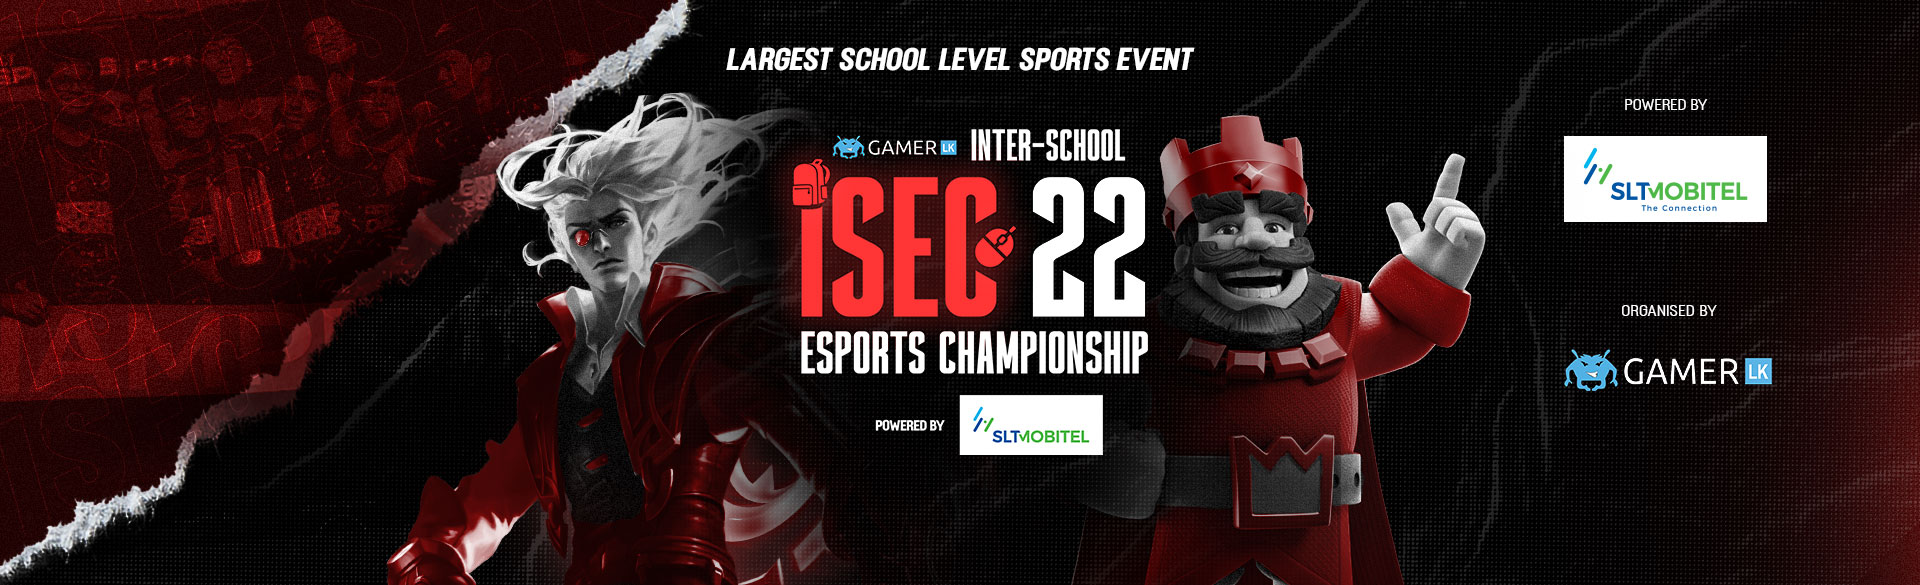 LARGEST SCHOOL LEVEL SPORTS EVENT
GAMER LK INTER-SCHOOL
ISEC 22
ESPORTS CHAMPIONSHIP
POWERED BY
SLTMOBITEL
POWERED BY
SLTMOBITEL
The Connection
ORGANISED BY
GAMER LK